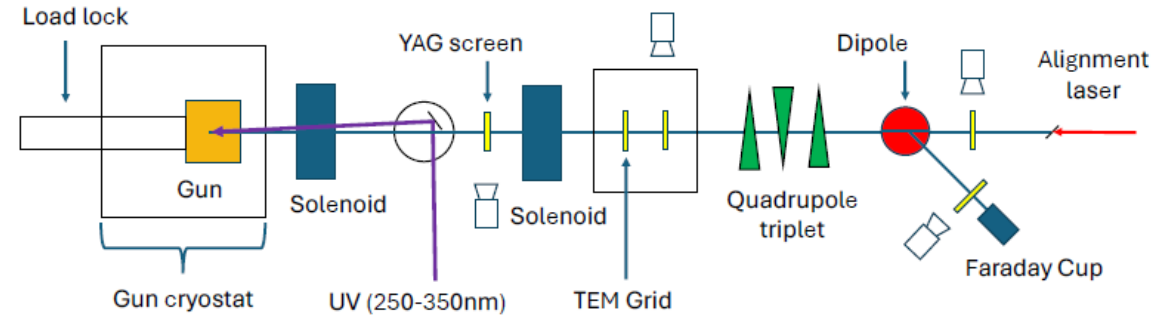 Load lock
YAG screen
Dipole
Alignment
laser
Gun
Solenoid
Solenoid
Quadrupole
triplet
Faraday Cup
Gun cryostat
UV (250-350nm)
TEM Grid